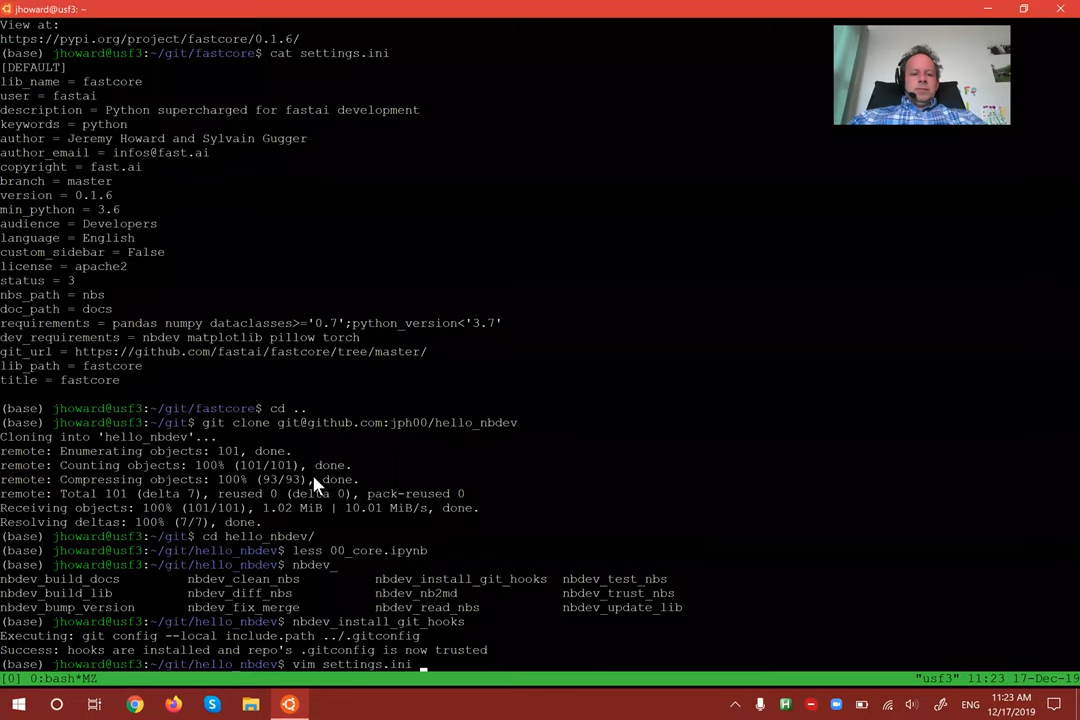 jhoward@usf3: ~
View at:
https://pypi.org/project/fastcore/0.1.6/
(base) jhoward@usf3:~/git/fastcore$ cat settings.ini
[DEFAULT]
lib_name = fastcore
user = fastai
description = Python supercharged for fastai development
keywords = python
author = Jeremy Howard and Sylvain Gugger
author_email = infos@fast.ai
copyright = fast.ai
branch = master
version = 0.1.6
min_python = 3.6
audience = Developers
language = English
custom_sidebar = False
license = apache2
status = 3
nbs_path = nbs
doc_path = docs
requirements = pandas numpy dataclasses>='0.7';python_version<'3.7'
dev_requirements = nbdev matplotlib pillow torch
git_url = https://github.com/fastai/fastcore/tree/master/
lib_path = fastcore
title = fastcore
(base) jhoward@usf3:~/git/fastcore$ cd ..
(base) jhoward@usf3:~/git$ git clone git@github.com:jph00/hello_nbdev
Cloning into 'hello_nbdev'...
remote: Enumerating objects: 101, done.
remote: Counting objects: 100% (101/101), done.
remote: Compressing objects: 100% (93/93), done.
remote: Total 101 (delta 7), reused 0 (delta 0), pack-reused 0
Receiving objects: 100% (101/101), 1.02 MiB | 10.01 MiB/s, done.
Resolving deltas: 100% (7/7), done.
(base) jhoward@usf3:~/git$ cd hello_nbdev/
(base) jhoward@usf3:~/git/hello_nbdev$ less 00_core.ipynb
(base) jhoward@usf3:~/git/hello_nbdev$ nbdev_
nbdev_build_docs nbdev_clean_nbs nbdev_install_git_hooks nbdev_test_nbs
nbdev_build_lib nbdev_diff_nbs nbdev_nb2md nbdev_trust_nbs
nbdev_bump_version nbdev_fix_merge nbdev_read_nbs nbdev_update_lib
(base) jhoward@usf3:~/git/hello_nbdev$ nbdev_install_git_hooks
Executing: git config --local include.path ../.gitconfig
Success: hooks are installed and repo's .gitconfig is now trusted
(base) jhoward@usf3:~/git/hello_nbdev$ vim settings.ini
[0] 0:bash*MZ "usf3" 11:23 17-Dec-19
ENG
11:23 AM
12/17/2019